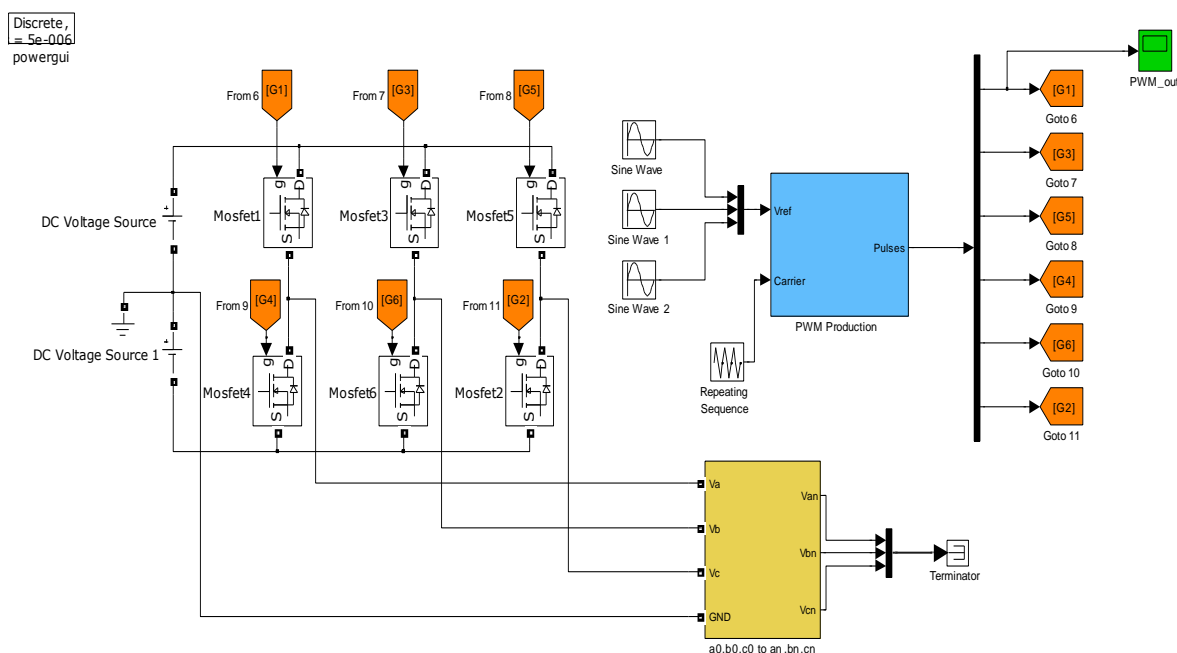 Discrete,
= 5e-006
powergui
From 6
[G1]
From 7
[G3]
From 8
[G5]
g
D
S
Mosfet1
g
D
S
Mosfet3
g
D
S
Mosfet5
DC Voltage Source
+
From 9
[G4]
From 10
[G6]
From 11
[G2]
DC Voltage Source 1
+
g
D
S
Mosfet4
g
D
S
Mosfet6
g
D
S
Mosfet2
Sine Wave
Sine Wave 1
Sine Wave 2
Repeating
Sequence
Vref
Carrier
Pulses
PWM Production
PWM_out
[G1]
Goto 6
[G3]
Goto 7
[G5]
Goto 8
[G4]
Goto 9
[G6]
Goto 10
[G2]
Goto 11
Va
Vb
Vc
GND
Van
Vbn
Vcn
a0,b0,c0 to an,bn,cn
Terminator